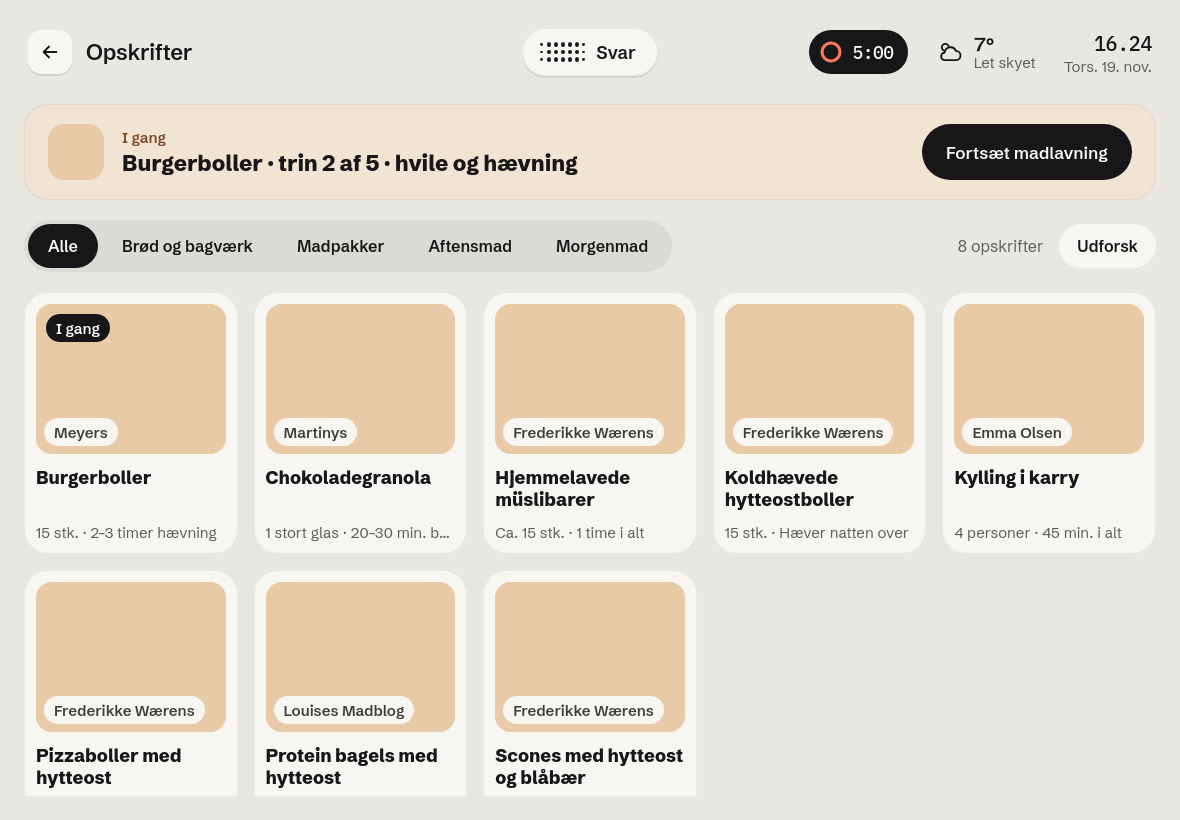 Opskrifter
Svar
5:00
7°
Let skyet
16.24
Tors. 19. nov.
I gang
Burgerboller · trin 2 af 5 · hvile og hævning
Fortsæt madlavning
Alle
Brød og bagværk
Madpakker
Aftensmad
Morgenmad
8 opskrifter
Udforsk
I gang
Meyers
Burgerboller
15 stk. · 2–3 timer hævning
Martinys
Chokoladegranola
1 stort glas · 20–30 min. b…
Frederikke Wærens
Hjemmelavede
müslibarer
Ca. 15 stk. · 1 time i alt
Frederikke Wærens
Koldhævede
hytteostboller
15 stk. · Hæver natten over
Emma Olsen
Kylling i karry
4 personer · 45 min. i alt
Frederikke Wærens
Pizzaboller med
hytteost
Louises Madblog
Protein bagels med
hytteost
Frederikke Wærens
Scones med hytteost
og blåbær